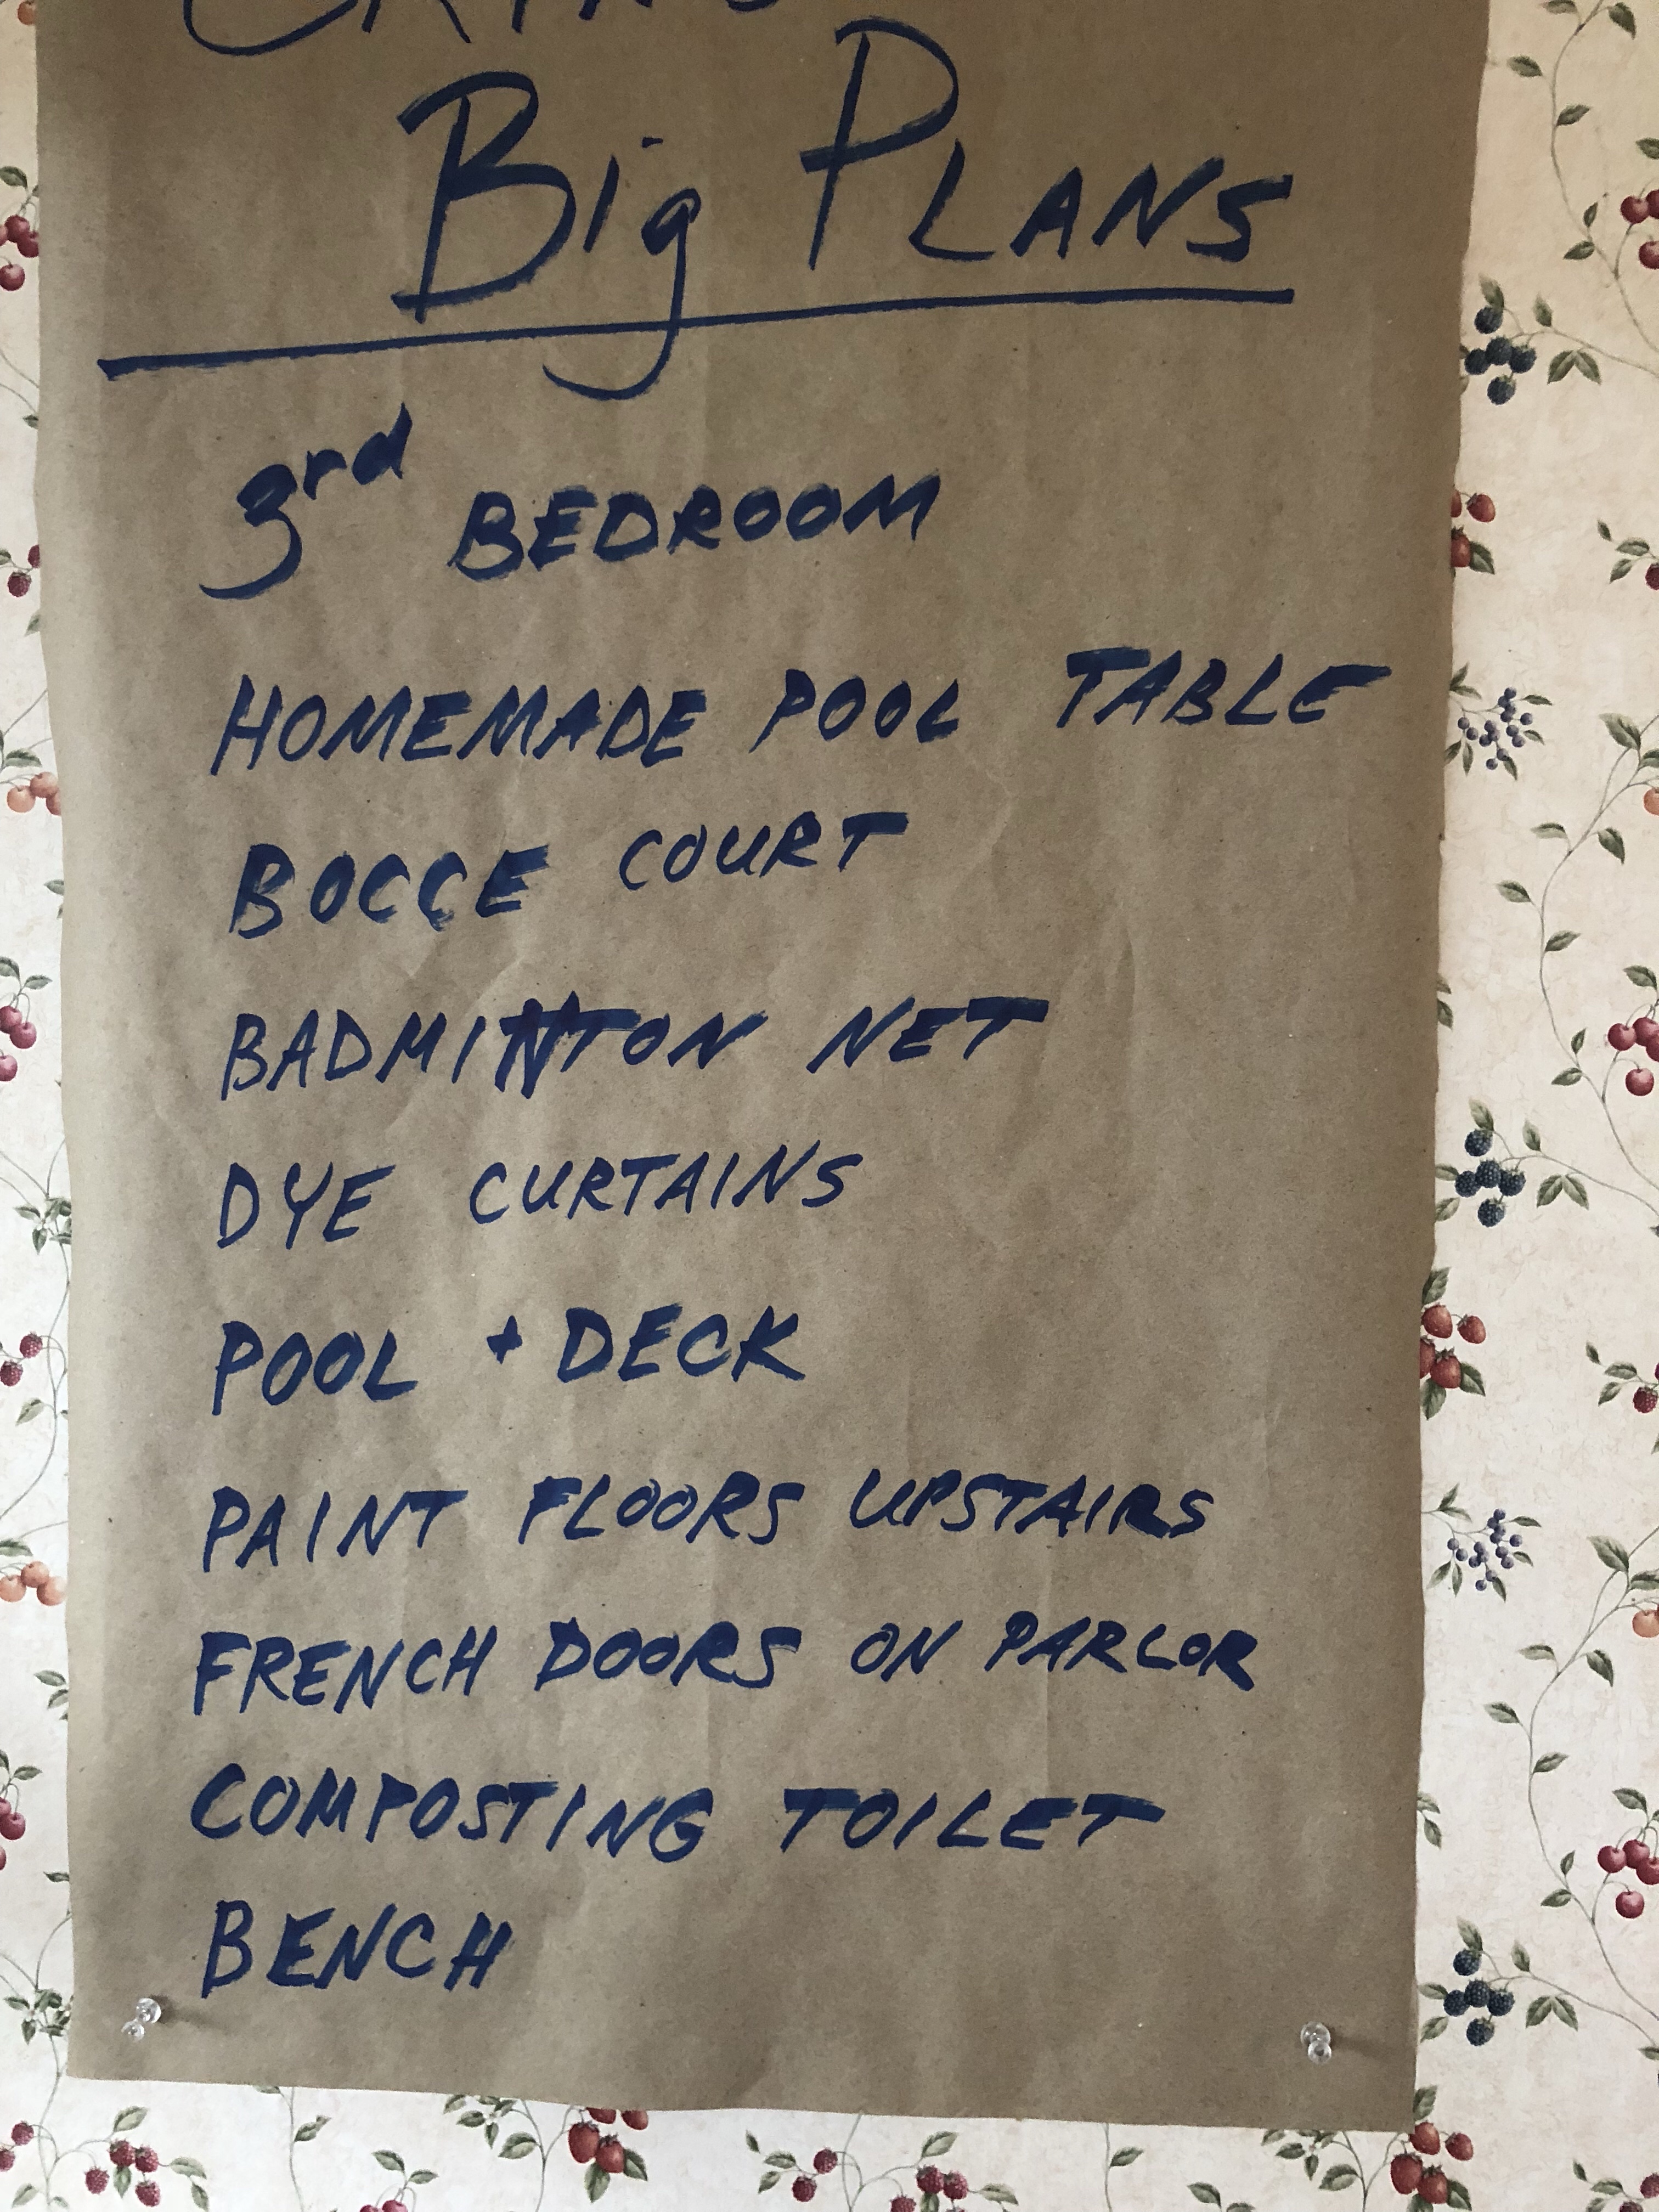 Big PLANS
3rd BEDROOM
HOMEMADE POOL TABLE
BOCCE COURT
BADMINTON NET
DYE CURTAINS
POOL + DECK
PAINT FLOORS UPSTAIRS
FRENCH DOORS ON PARLOR
COMPOSTING TOILET
BENCH